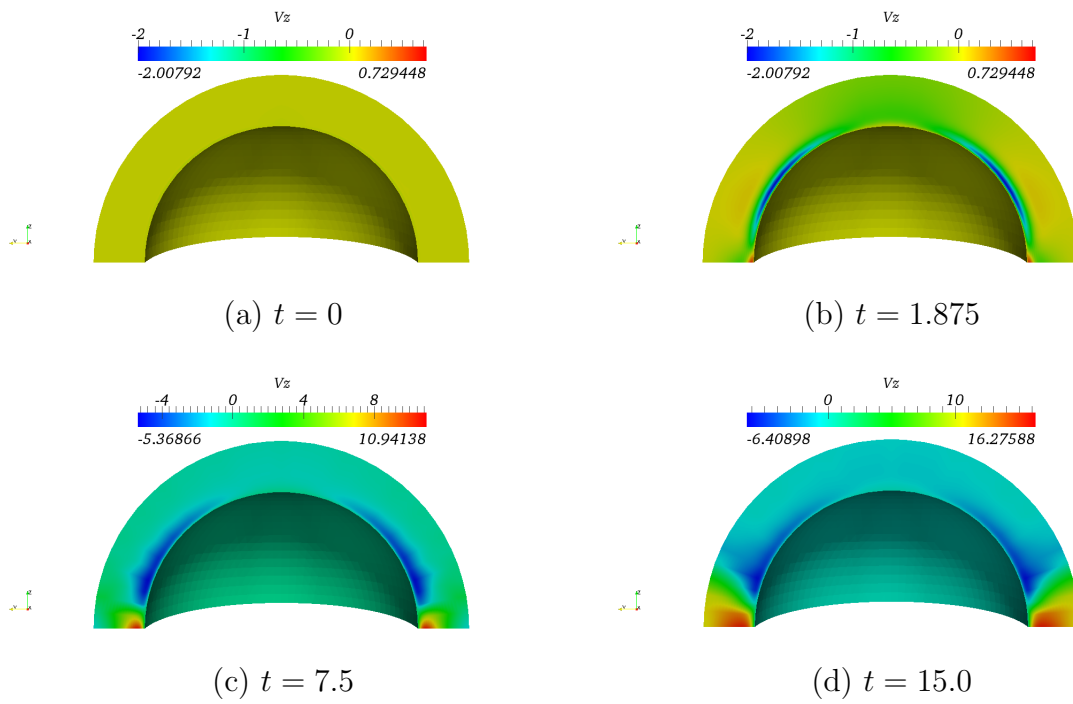 Vz
-2 -1 0
-2.00792 0.729448
(a) t = 0
Vz
-2 -1 0
-2.00792 0.729448
(b) t = 1.875
Vz
-4 0 4 8
-5.36866 10.94138
(c) t = 7.5
Vz
0 10
-6.40898 16.27588
(d) t = 15.0